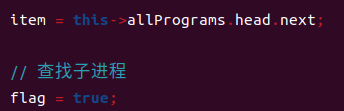 item = this->allPrograms.head.next;
// 查找子进程
flag = true;